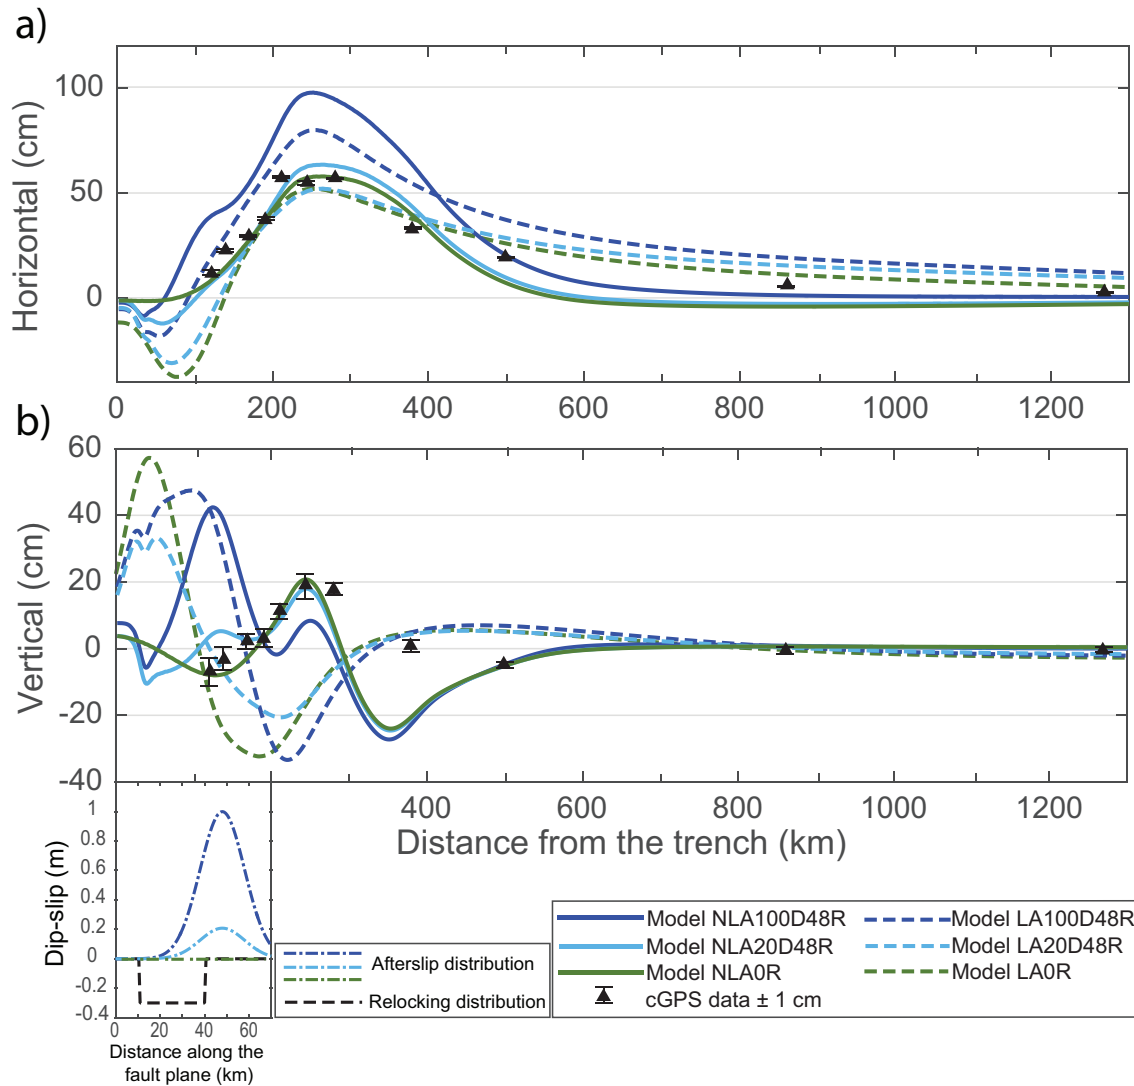 a)
Horizontal (cm)
100
50
0
0 200 400 600 800 1000 1200
b)
Vertical (cm)
60
40
20
0
-20
-40
400 600 800 1000 1200
Distance from the trench (km)
Dip-slip (m)
1
0.8
0.6
0.4
0.2
0
-0.2
-0.4
0 20 40 60
Distance along the
fault plane (km)
Afterslip distribution
Relocking distribution
Model NLA100D48R Model LA100D48R
Model NLA20D48R Model LA20D48R
Model NLA0R Model LA0R
cGPS data ± 1 cm